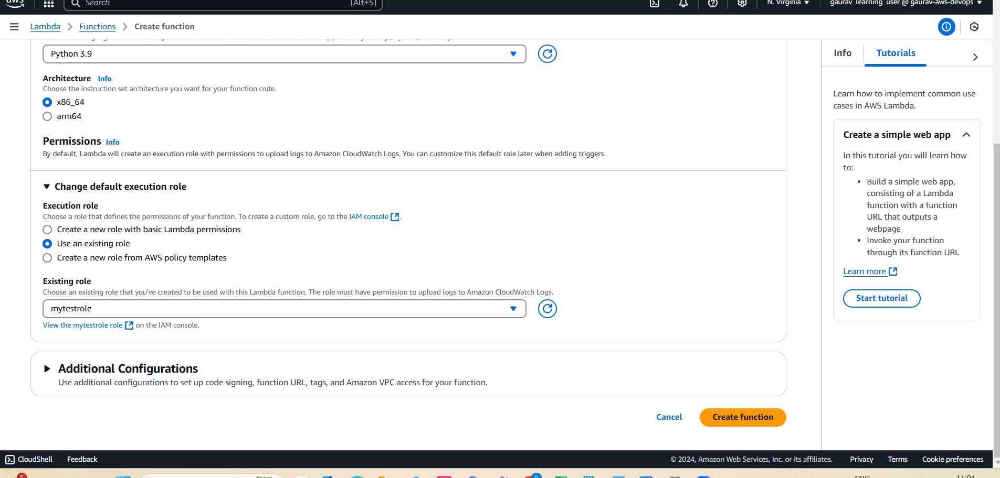 aws
Search
[Alt+S]
N. Virginia
gaurav_learning_user @ gaurav-aws-devops
Lambda
Functions
Create function
Python 3.9
Architecture Info
Choose the instruction set architecture you want for your function code.
x86_64
arm64
Permissions Info
By default, Lambda will create an execution role with permissions to upload logs to Amazon CloudWatch Logs. You can customize this default role later when adding triggers.
Change default execution role
Execution role
Choose a role that defines the permissions of your function. To create a custom role, go to the IAM console .
Create a new role with basic Lambda permissions
Use an existing role
Create a new role from AWS policy templates
Existing role
Choose an existing role that you've created to be used with this Lambda function. The role must have permission to upload logs to Amazon CloudWatch Logs.
mytestrole
View the mytestrole role on the IAM console.
Additional Configurations
Use additional configurations to set up code signing, function URL, tags, and Amazon VPC access for your function.
Cancel
Create function
Info
Tutorials
Learn how to implement common use
cases in AWS Lambda.
Create a simple web app
In this tutorial you will learn how
to:
• Build a simple web app,
consisting of a Lambda
function with a function
URL that outputs a
webpage
• Invoke your function
through its function URL
Learn more
Start tutorial
CloudShell
Feedback
© 2024, Amazon Web Services, Inc. or its affiliates.
Privacy
Terms
Cookie preferences
5
ENG
11:01